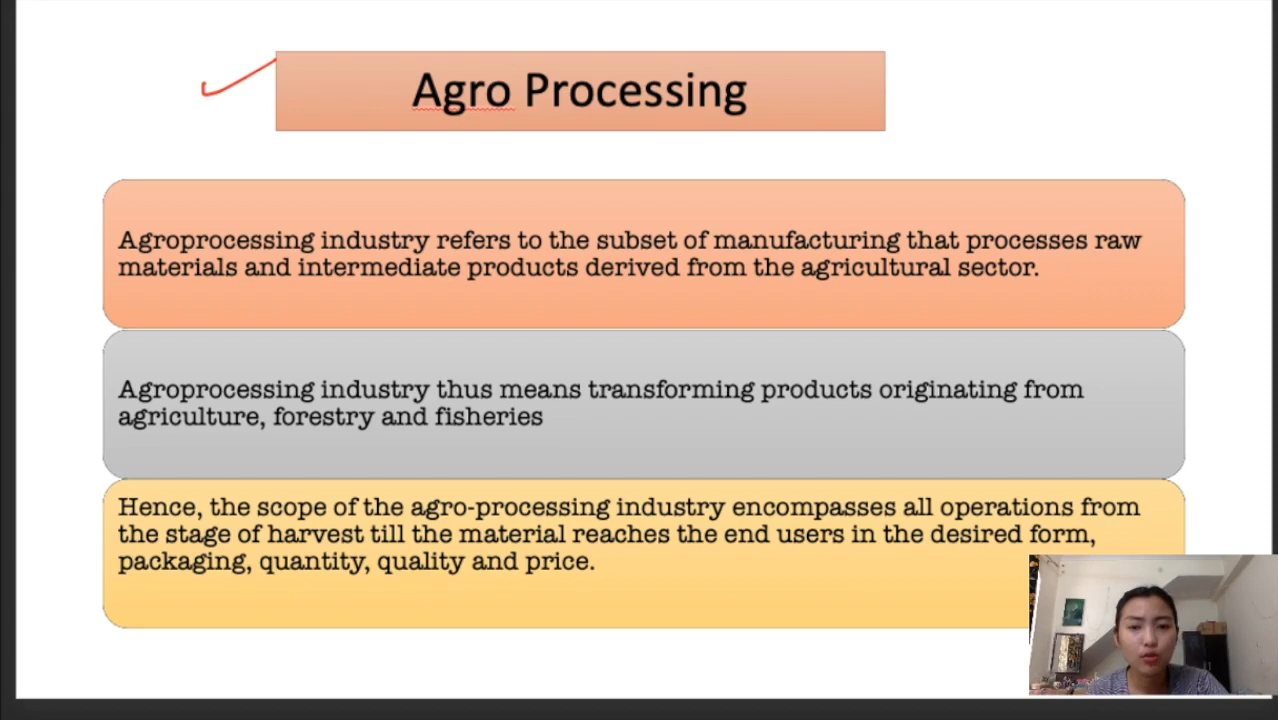 Agro Processing
Agroprocessing industry refers to the subset of manufacturing that processes raw
materials and intermediate products derived from the agricultural sector.
Agroprocessing industry thus means transforming products originating from
agriculture, forestry and fisheries
Hence, the scope of the agro-processing industry encompasses all operations from
the stage of harvest till the material reaches the end users in the desired form,
packaging, quantity, quality and price.